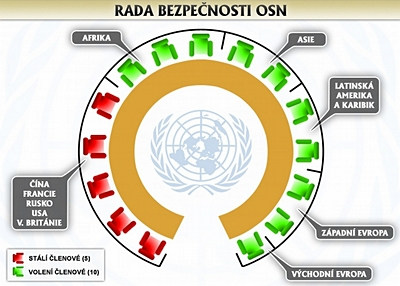 RADA BEZPEČNOSTI OSN
AFRIKA
ASIE
LATINSKÁ
AMERIKA
A KARIBIK
ČÍNA
FRANCIE
RUSKO
USA
V. BRITÁNIE
ZÁPADNÍ EVROPA
VÝCHODNÍ EVROPA
STÁLÍ ČLENOVÉ (5)
VOLENÍ ČLENOVÉ (10)